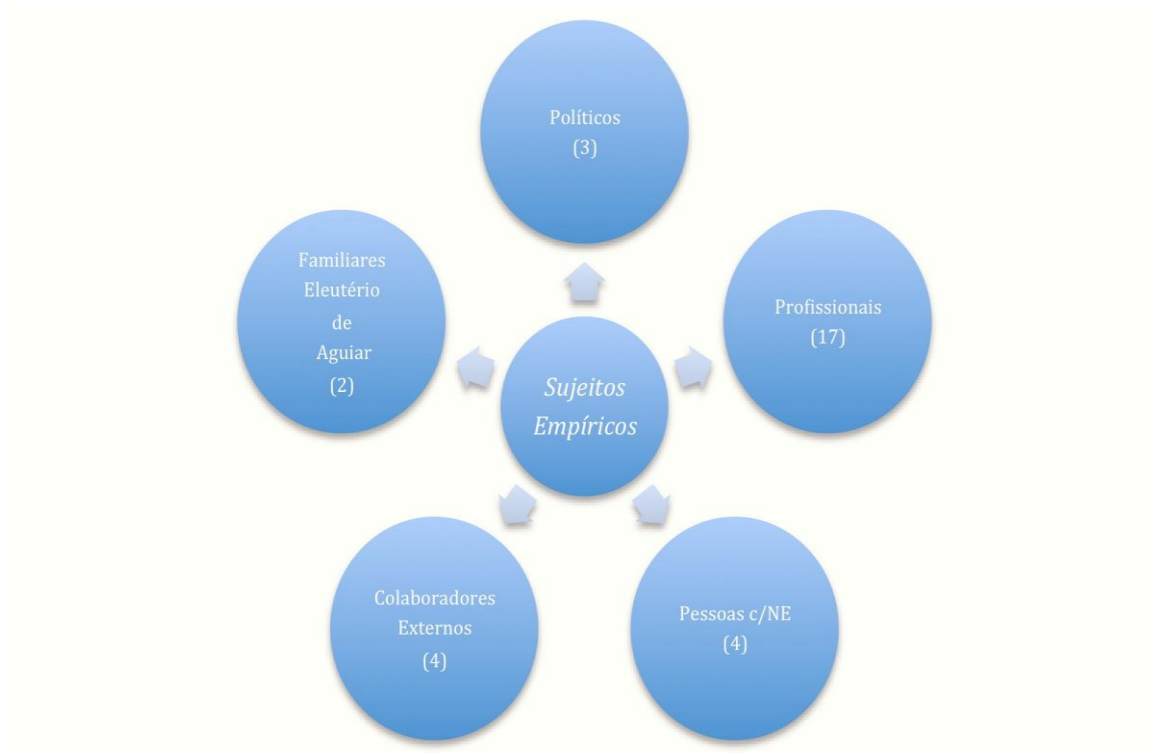 Políticos
(3)
Familiares
Eleutério
de
Aguiar
(2)
Profissionais
(17)
Sujeitos
Empíricos
Colaboradores
Externos
(4)
Pessoas c/NE
(4)